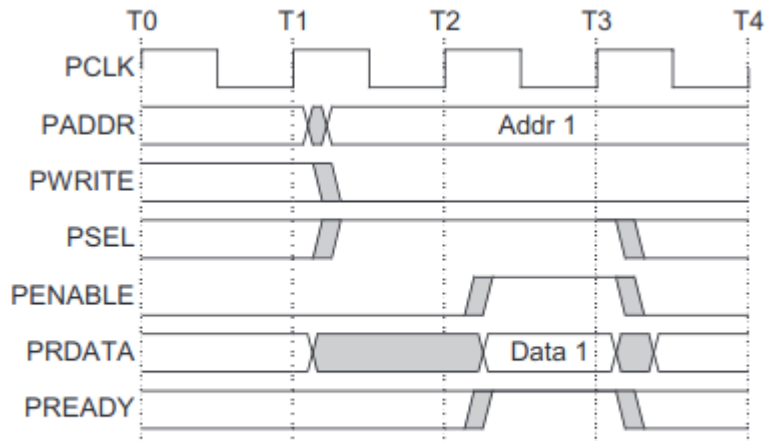 T0 T1 T2 T3 T4
PCLK
PADDR Addr 1
PWRITE
PSEL
PENABLE
PRDATA Data 1
PREADY